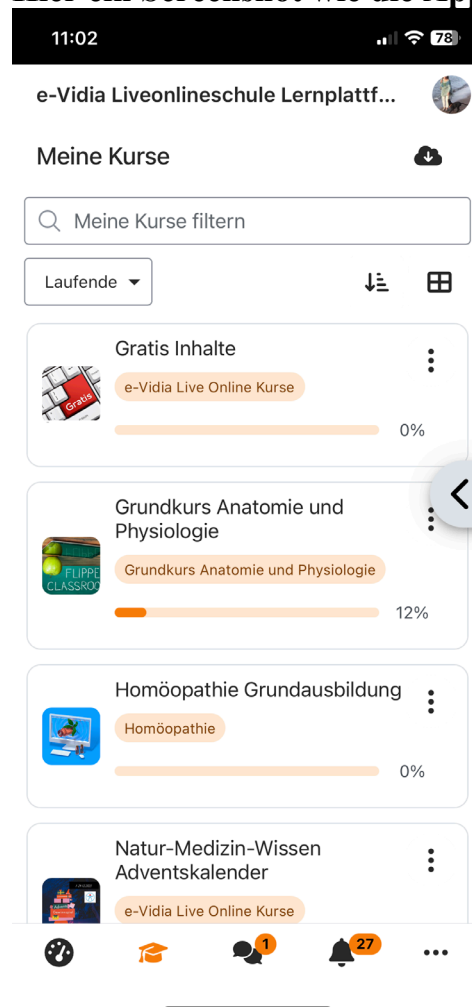 11:02
78
e-Vidia Liveonlineschule Lernplattf...
Meine Kurse
Meine Kurse filtern
Laufende
Gratis Inhalte
Gratis
e-Vidia Live Online Kurse
0%
Grundkurs Anatomie und
Physiologie
FLIPPE
CLASSROO
Grundkurs Anatomie und Physiologie
12%
Homöopathie Grundausbildung
Homöopathie
0%
Natur-Medizin-Wissen
Adventskalender
e-Vidia Live Online Kurse
1
27